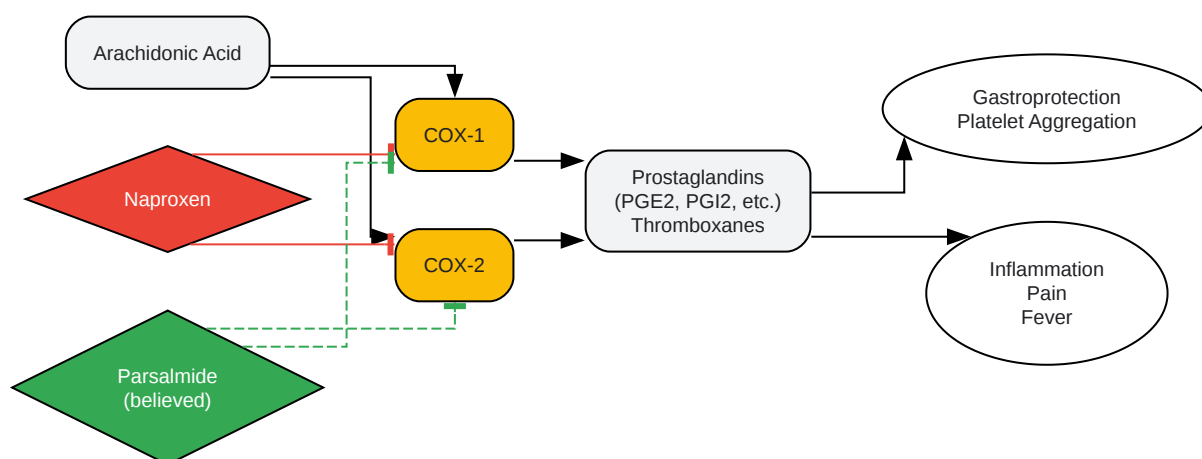 Arachidonic Acid
Gastroprotection
Platelet Aggregation
COX-1
Naproxen
Prostaglandins
(PGE2, PGI2, etc.)
Thromboxanes
COX-2
Inflammation
Pain
Fever
Parsalmide
(believed)